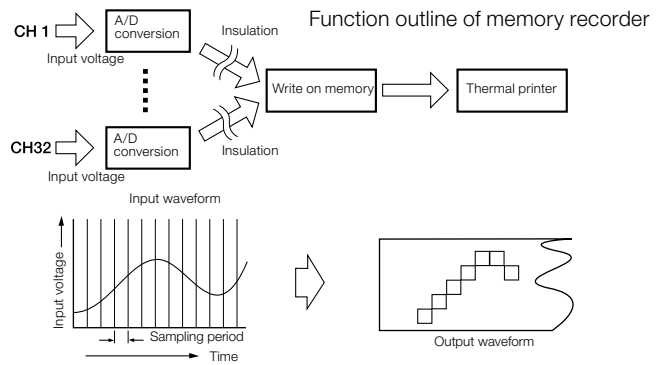 Function outline of memory recorder
CH 1
Input voltage
A/D
conversion
Insulation
Write on memory
Thermal printer
CH32
Input voltage
A/D
conversion
Insulation
Input waveform
Input voltage
Sampling period
Time
Output waveform